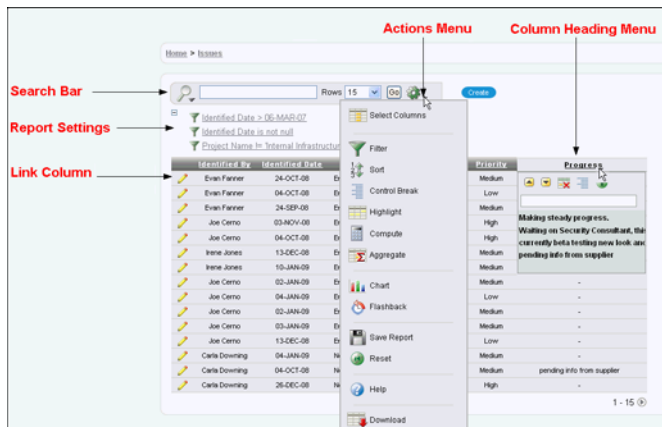 Actions Menu
Column Heading Menu
Home > Issues
Search Bar
Rows 15 Go
Create
Report Settings
Identified Date > 06-MAR-07
Identified Date is not null
Project Name != 'Internal Infrastructur
Link Column
Select Columns
Filter
Sort
Control Break
Highlight
Compute
Aggregate
Chart
Flashback
Save Report
Reset
Help
Download
Identified By Identified Date Priority Progress
Evan Fanner 24-OCT-08 Medium
Evan Fanner 04-OCT-08 Low
Evan Fanner 24-SEP-08 Medium
Joe Cerno 03-NOV-08 High
Joe Cerno 04-OCT-08 High
Irene Jones 13-DEC-08 Medium
Irene Jones 10-JAN-09 Medium
Making steady progress.
Waiting on Security Consultant, this
currently beta testing new look and
pending info from supplier
Joe Cerno 02-JAN-09 Medium -
Joe Cerno 04-JAN-09 Low -
Joe Cerno 02-JAN-09 Medium -
Joe Cerno 03-JAN-09 Medium -
Joe Cerno 13-DEC-08 Low -
Carla Downing 04-JAN-09 Medium -
Carla Downing 04-OCT-08 Medium pending info from supplier
Carla Downing 26-DEC-08 High -
1 - 15